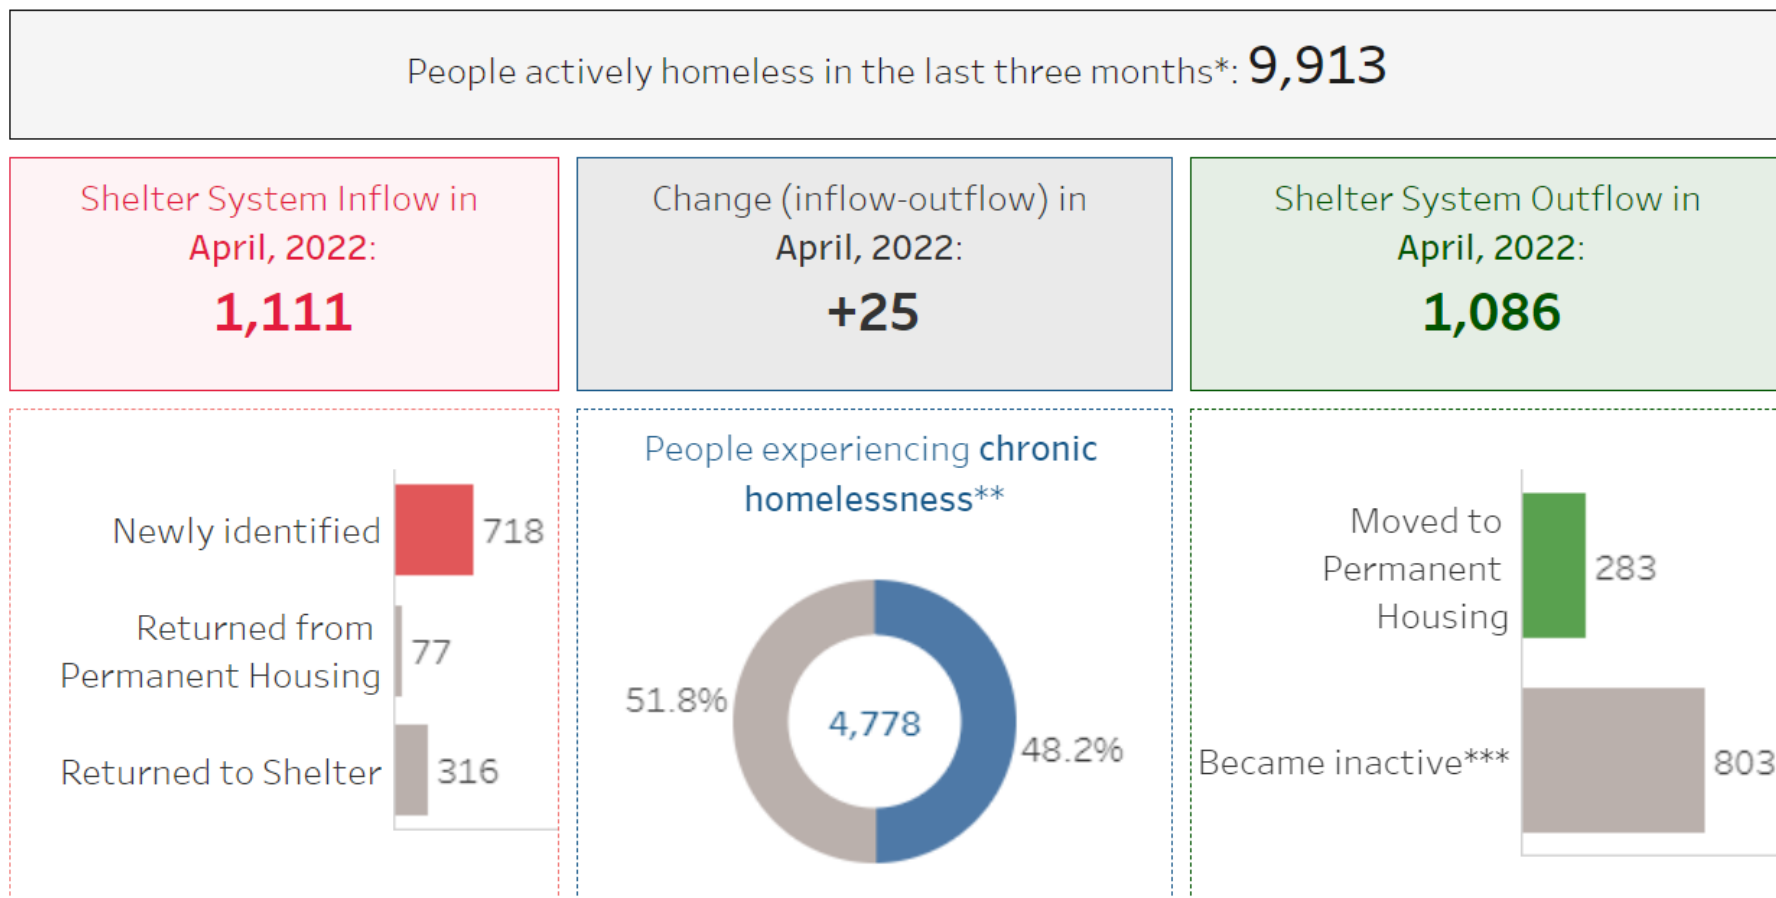 People actively homeless in the last three months*: 9,913
Shelter System Inflow in
April, 2022:
1,111
Change (inflow-outflow) in
April, 2022:
+25
Shelter System Outflow in
April, 2022:
1,086
Newly identified 718
Returned from
Permanent Housing
77
Returned to Shelter 316
People experiencing chronic
homelessness**
51.8%
4,778
48.2%
Moved to
Permanent
Housing
283
Became inactive*** 803